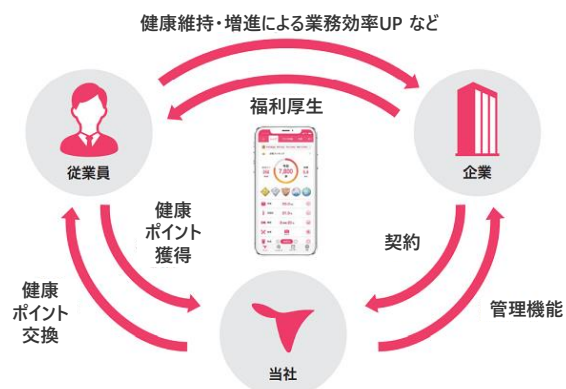 健康維持・増進による業務効率UP など
福利厚生
従業員
企業
7,800
健康
ポイント
獲得
契約
健康
ポイント
交換
管理機能
当社